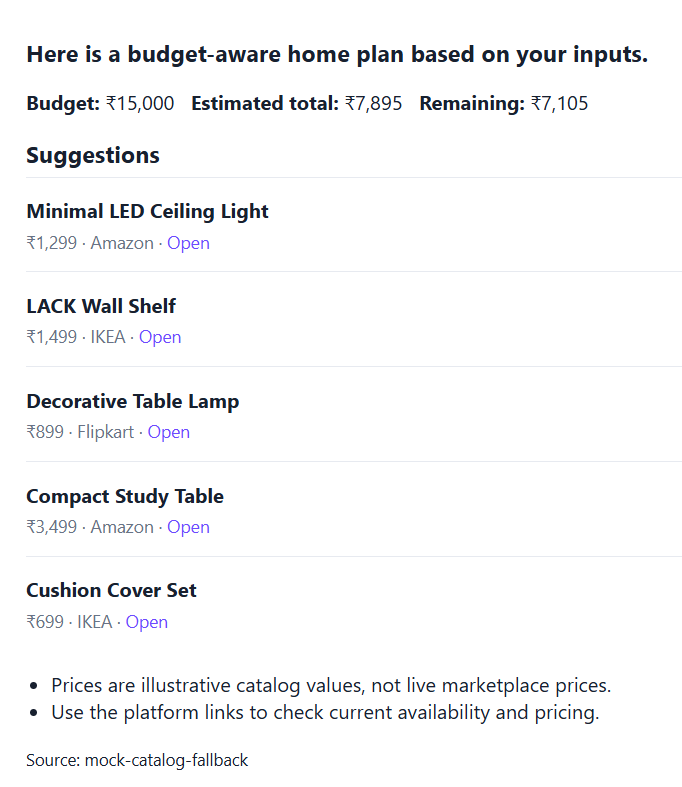 Here is a budget-aware home plan based on your inputs.
Budget: ₹15,000 Estimated total: ₹7,895 Remaining: ₹7,105
Suggestions
Minimal LED Ceiling Light
₹1,299 · Amazon · Open
LACK Wall Shelf
₹1,499 · IKEA · Open
Decorative Table Lamp
₹899 · Flipkart · Open
Compact Study Table
₹3,499 · Amazon · Open
Cushion Cover Set
₹699 · IKEA · Open
• Prices are illustrative catalog values, not live marketplace prices.
• Use the platform links to check current availability and pricing.
Source: mock-catalog-fallback